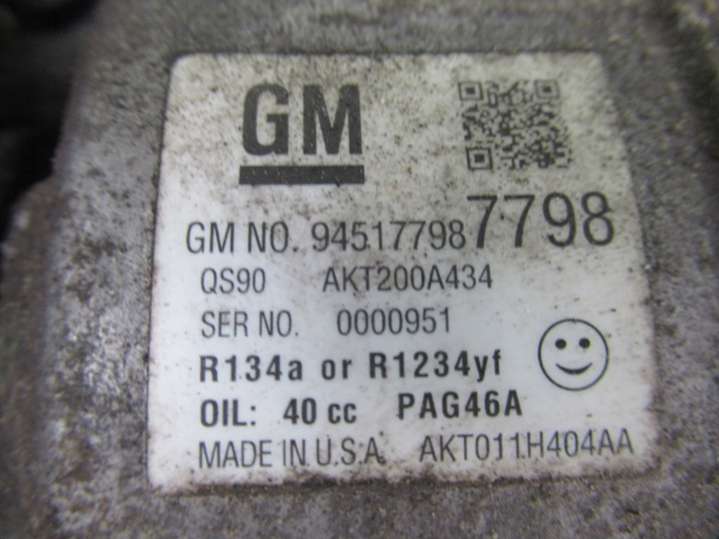 GM
GM NO. 94517798 7798
QS90 AKT200A434
SER NO. 0000951
R134a or R1234yf
OIL: 40 cc PAG46A
MADE IN U.S.A. AKT011H404AA